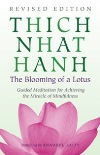 REVISED EDITION
THICH
NHAT
HANH
The Blooming of a Lotus
Guided Meditation for Achieving
the Miracle of Mindfulness